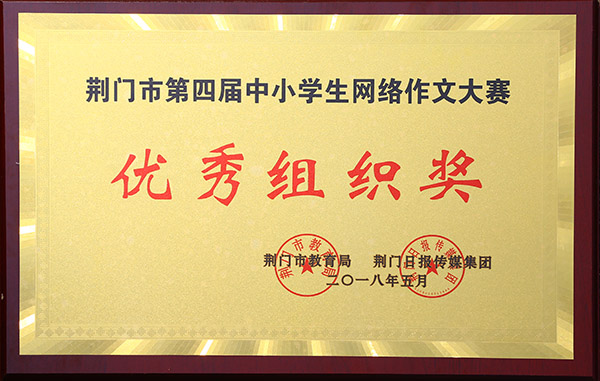 荆门市第四届中小学生网络作文大赛
优秀组织奖
荆门市教育局 荆门日报传媒集团
二〇一八年五月
荆门市教育局
荆门日报传媒集团